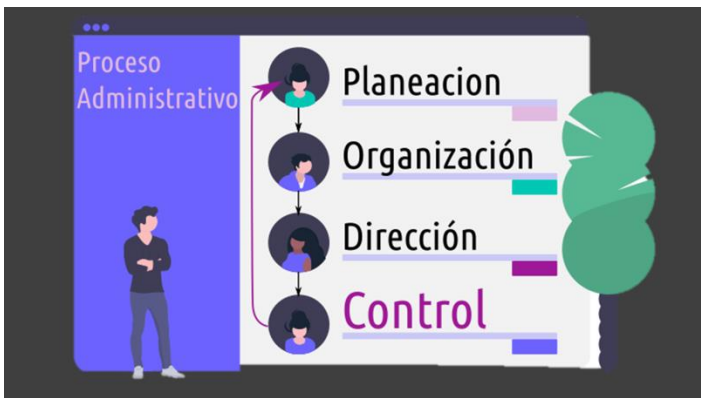 Proceso
Administrativo
Planeacion
Organización
Dirección
Control